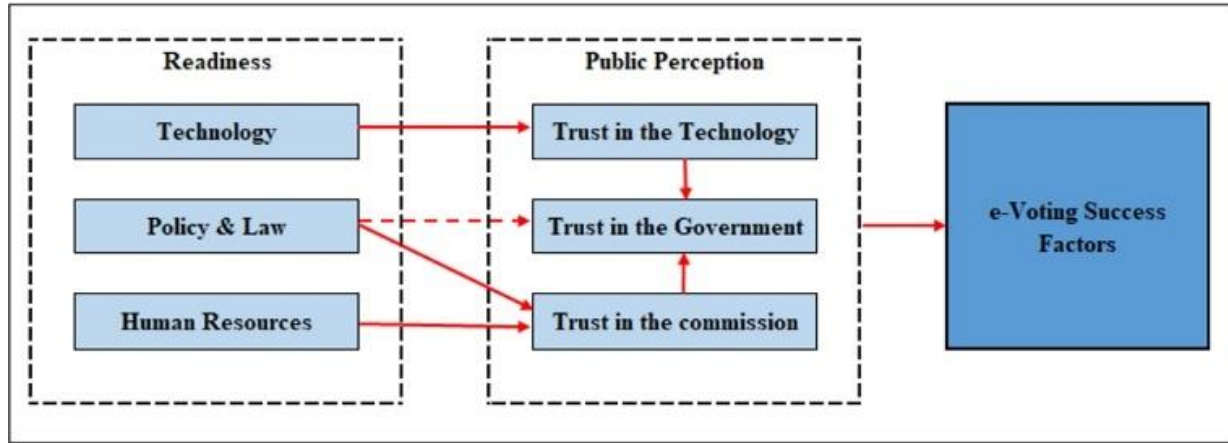 Readiness
Technology
Policy & Law
Human Resources
Public Perception
Trust in the Technology
Trust in the Government
Trust in the commission
e-Voting Success
Factors